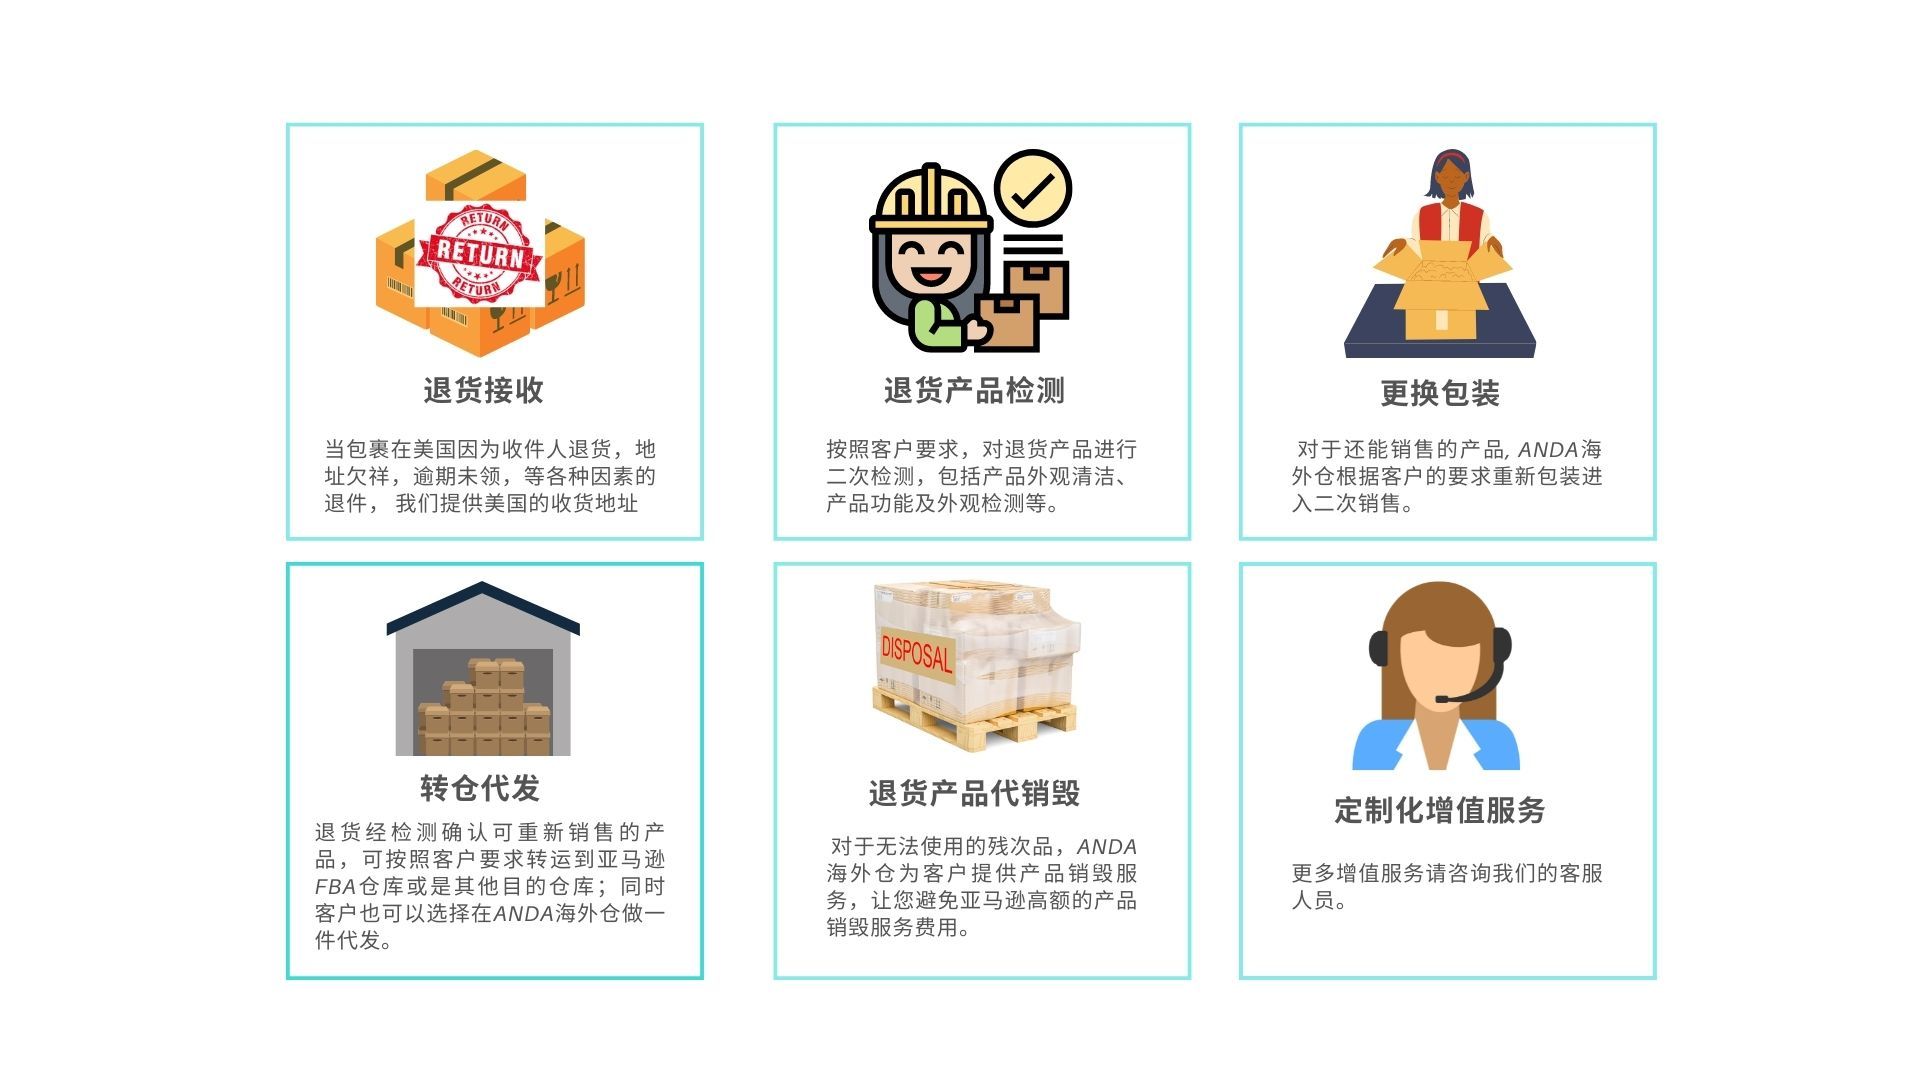 RETURN
RETURN
RETURN
退货接收
当包裹在美国因为收件人退货，地
址欠祥，逾期未领，等各种因素的
退件， 我们提供美国的收货地址
退货产品检测
按照客户要求，对退货产品进行
二次检测，包括产品外观清洁、
产品功能及外观检测等。
更换包装
对于还能销售的产品, ANDA海
外仓根据客户的要求重新包装进
入二次销售。
转仓代发
退货经检测确认可重新销售的产
品，可按照客户要求转运到亚马逊
FBA仓库或是其他目的仓库；同时
客户也可以选择在ANDA海外仓做一
件代发。
DISPOSAL
退货产品代销毁
对于无法使用的残次品，ANDA
海外仓为客户提供产品销毁服
务，让您避免亚马逊高额的产品
销毁服务费用。
定制化增值服务
更多增值服务请咨询我们的客服
人员。